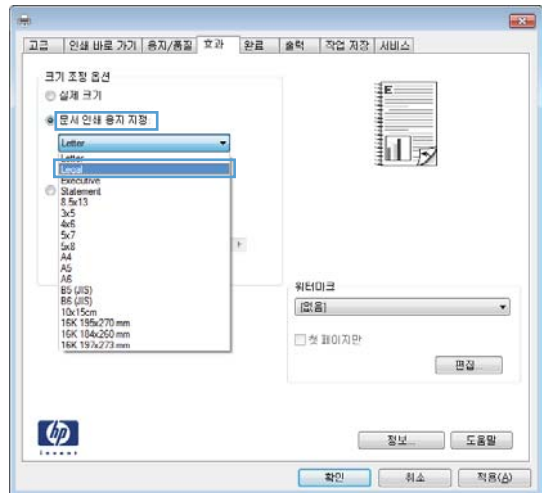 고급 인쇄 바로 가기 용지/품질 효과 완료 출력 작업 저장 서비스
크기 조정 옵션
실제 크기
문서 인쇄 용지 지정:
Letter
Letter
Legal
Executive
Statement
8.5x13
3x5
4x6
5x7
5x8
A4
A5
A6
B5 (JIS)
B6 (JIS)
10x15cm
16K 195x270 mm
16K 184x260 mm
16K 197x273 mm
E
워터마크
[없음]
첫 페이지만
편집...
hp
invent
정보... 도움말
확인 취소 적용(A)